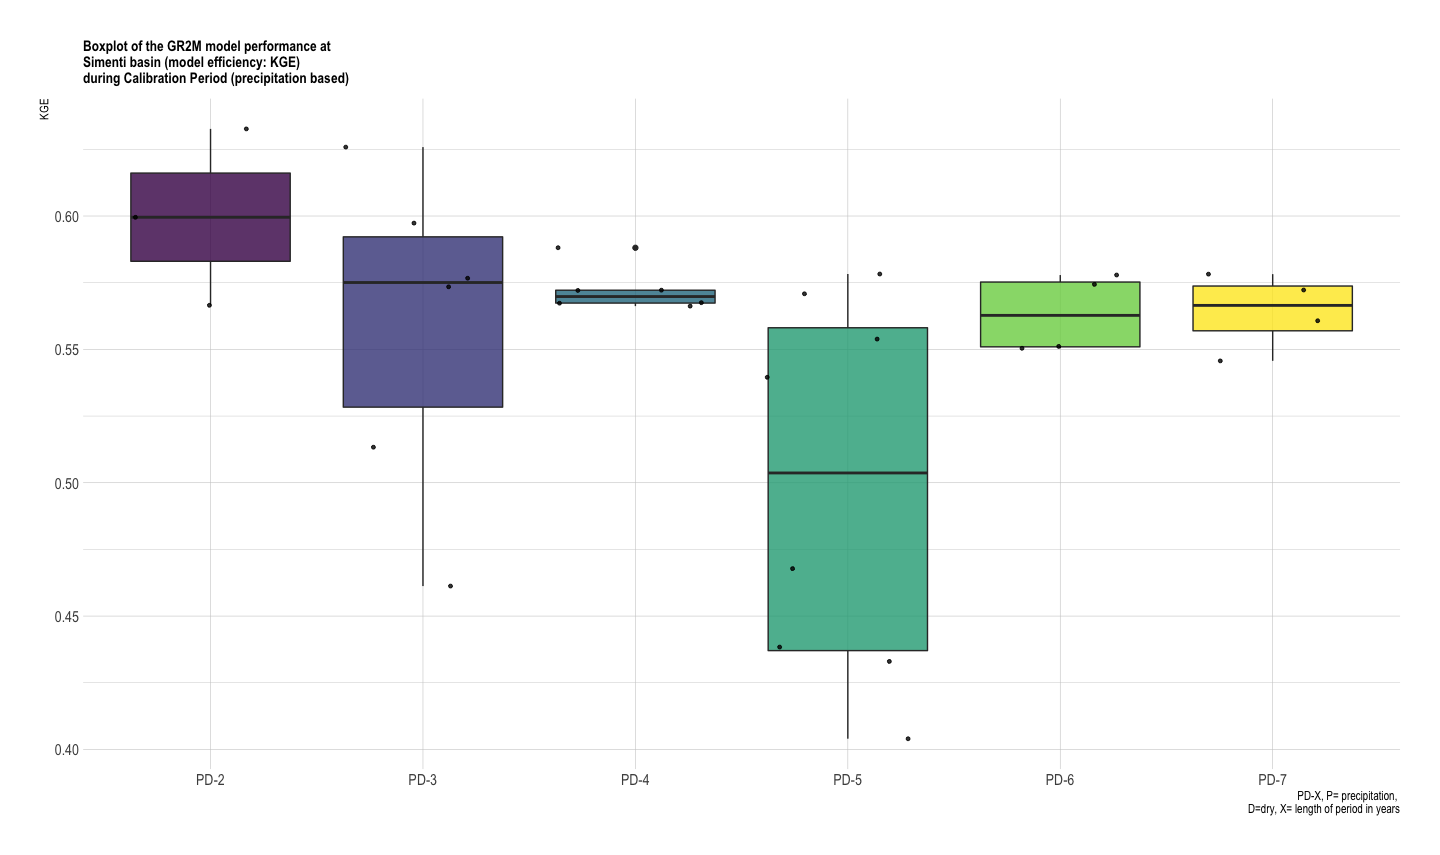 Boxplot of the GR2M model performance at
Simenti basin (model efficiency: KGE)
during Calibration Period (precipitation based)
KGE
0.60
0.55
0.50
0.45
0.40
PD-2 PD-3 PD-4 PD-5 PD-6 PD-7
PD-X, P= precipitation,
D=dry, X= length of period in years